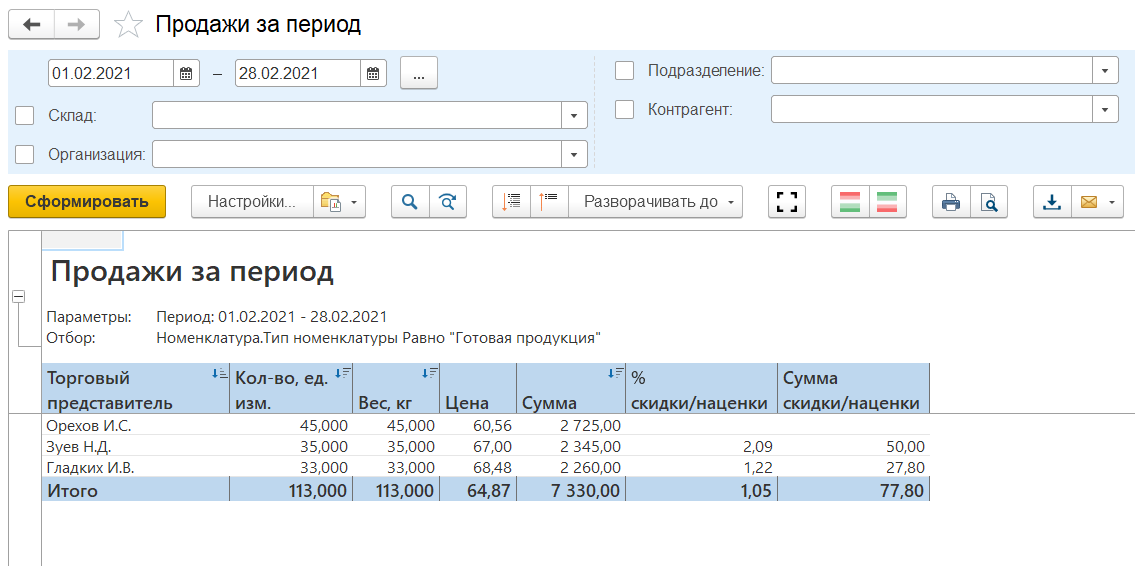 Продажи за период
01.02.2021 – 28.02.2021 ...
Подразделение:
Склад:
Контрагент:
Организация:
Сформировать Настройки... Разворачивать до
Продажи за период
Параметры: Период: 01.02.2021 - 28.02.2021
Отбор: Номенклатура.Тип номенклатуры Равно "Готовая продукция"
Торговый Кол-во, ед. % Сумма
представитель изм. Вес, кг Цена Сумма скидки/наценки скидки/наценки
Орехов И.С. 45,000 45,000 60,56 2 725,00
Зуев Н.Д. 35,000 35,000 67,00 2 345,00 2,09 50,00
Гладких И.В. 33,000 33,000 68,48 2 260,00 1,22 27,80
Итого 113,000 113,000 64,87 7 330,00 1,05 77,80